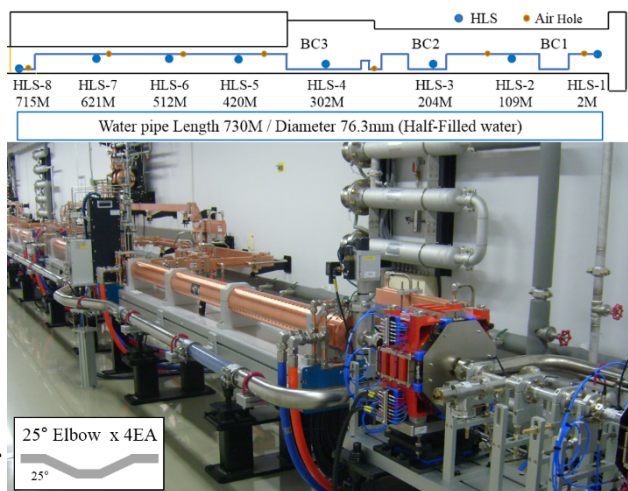 HLS Air Hole
BC3 BC2 BC1
HLS-8 HLS-7 HLS-6 HLS-5 HLS-4 HLS-3 HLS-2 HLS-1
715M 621M 512M 420M 302M 204M 109M 2M
Water pipe Length 730M / Diameter 76.3mm (Half-Filled water)
25° Elbow x 4EA
25°